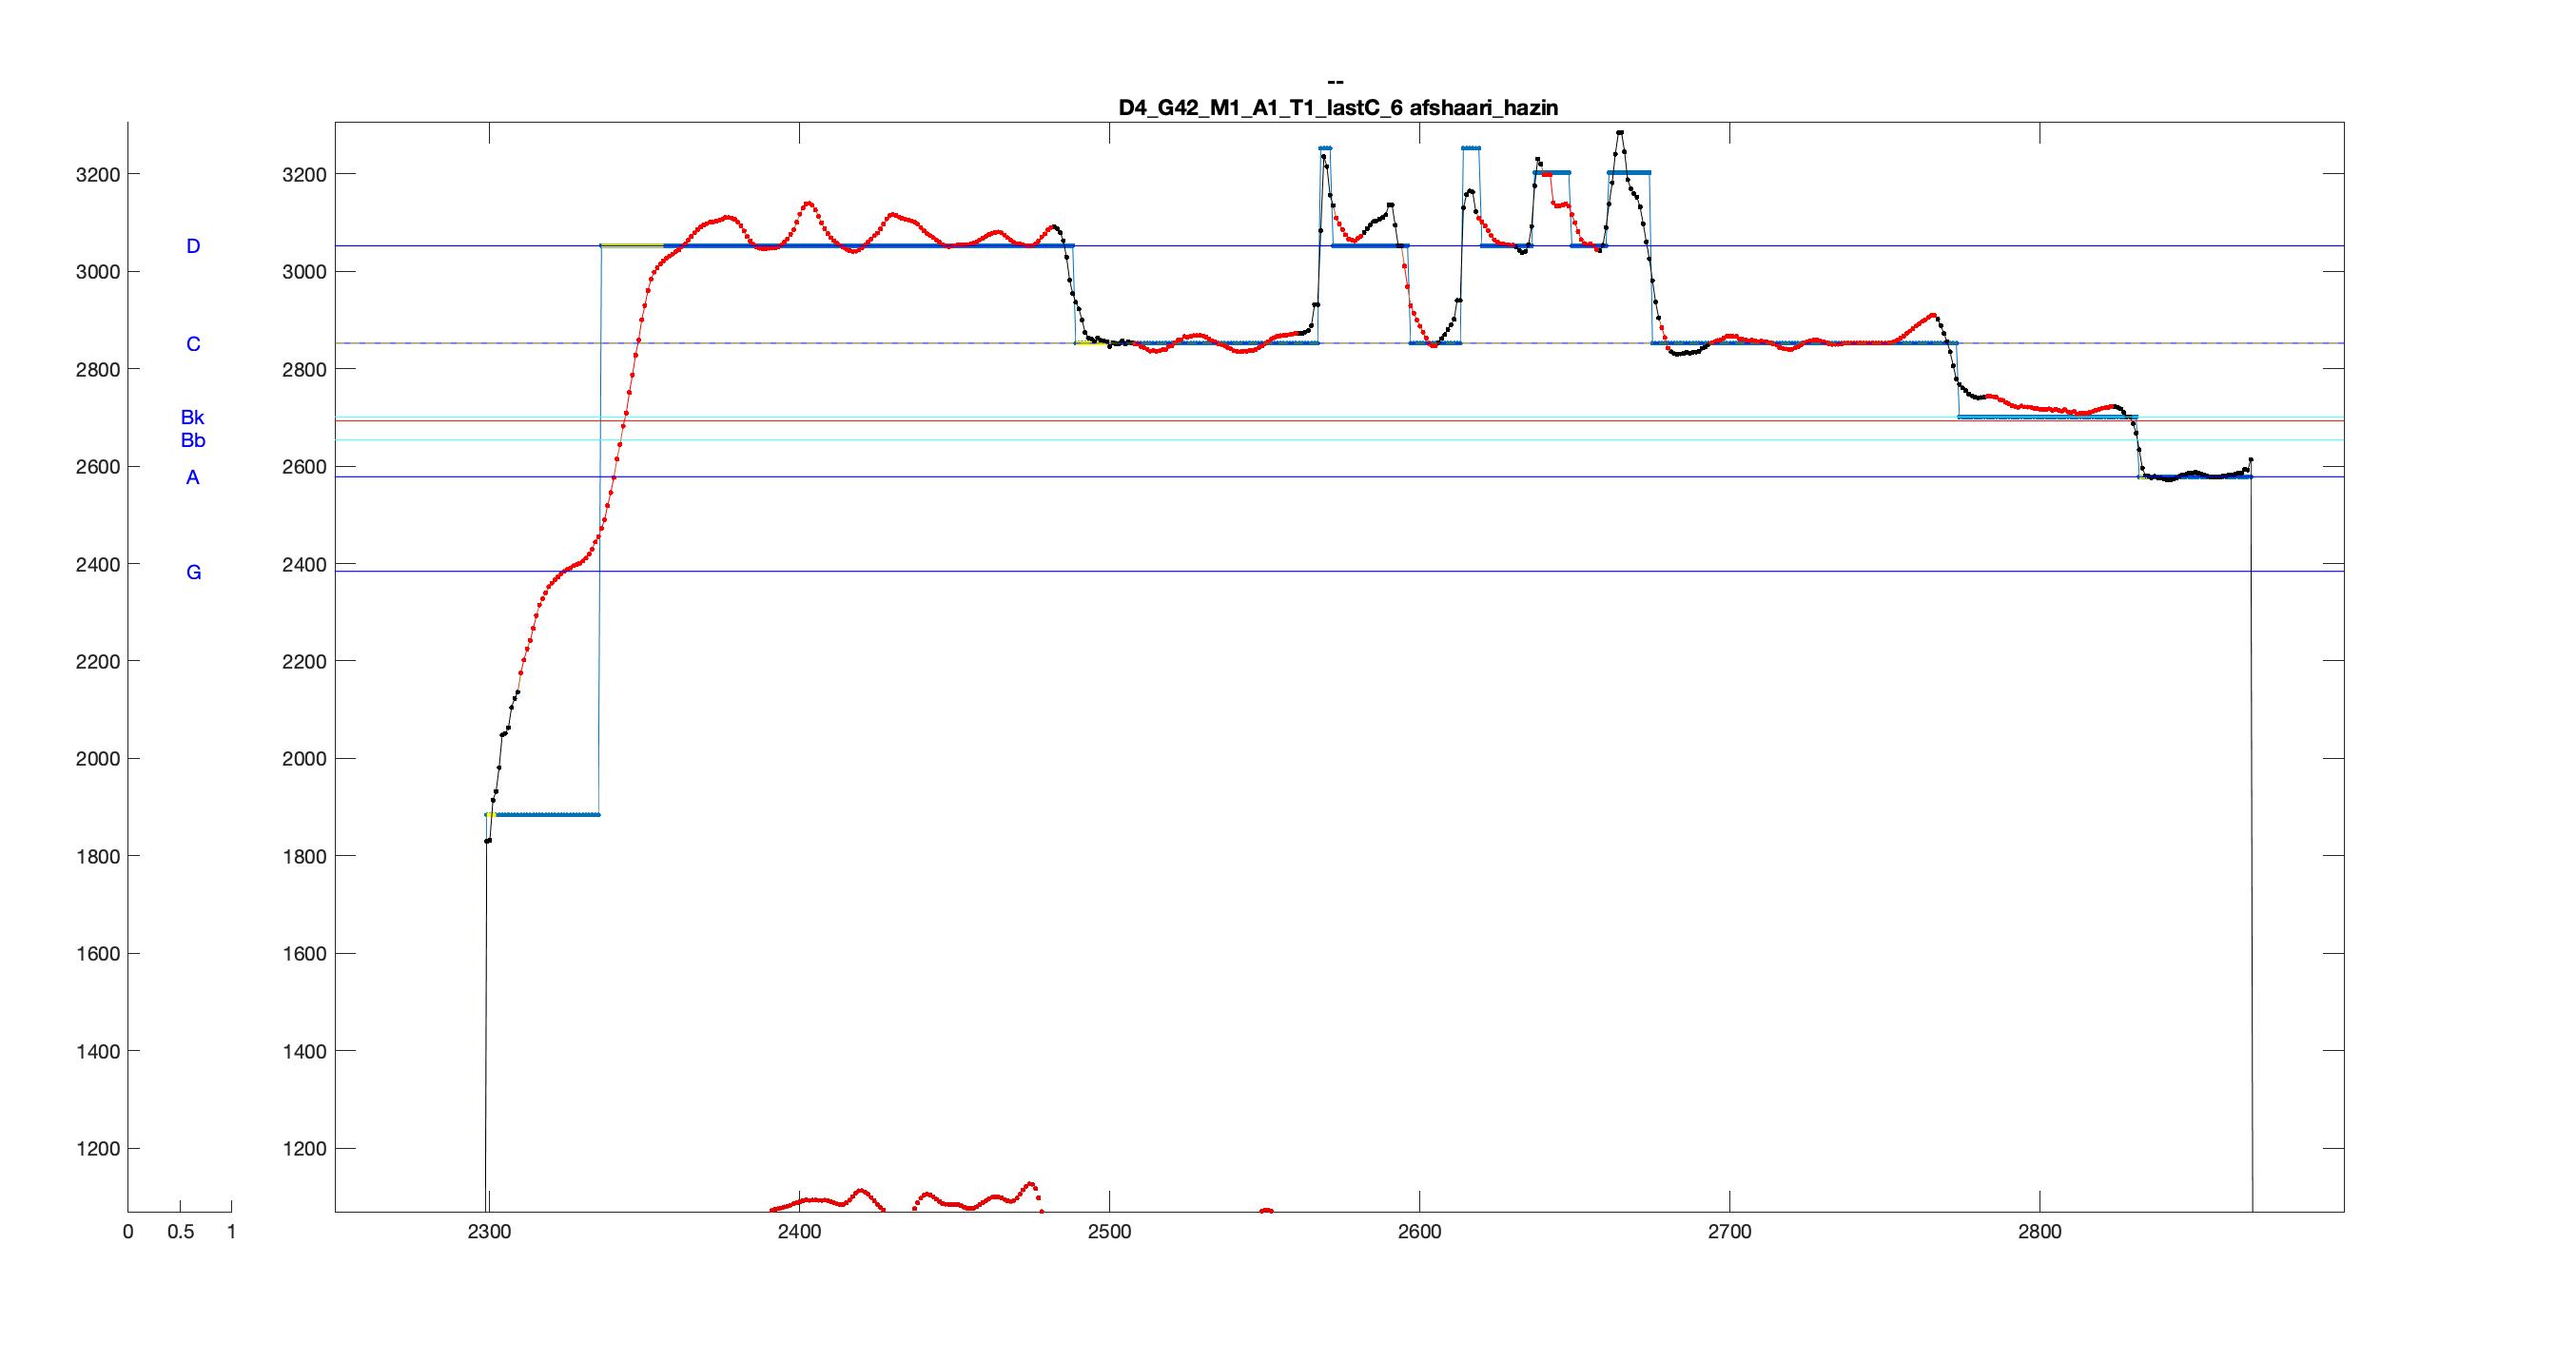 --
D4_G42_M1_A1_T1_lastC_6 afshaari_hazin
3200 3200
D
3000 3000
C
2800 2800
Bk
Bb
2600 2600
A
2400 2400
G
2200 2200
2000 2000
1800 1800
1600 1600
1400 1400
1200 1200
0 0.5 1 2300 2400 2500 2600 2700 2800